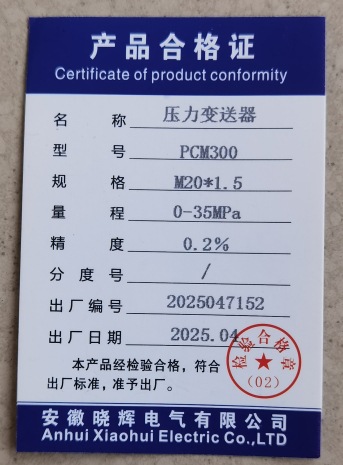 产品合格证
Certificate of product conformity
名 称 压力变送器
型 号 PCM300
规 格 M20*1.5
量 程 0-35MPa
精 度 0.2%
分 度 号 /
出厂编号 2025047152
出厂日期 2025.04
检验合格章
(02)
本产品经检验合格，符合
出厂标准，准予出厂。
安徽晓辉电气有限公司
Anhui Xiaohui Electric Co.,LTD